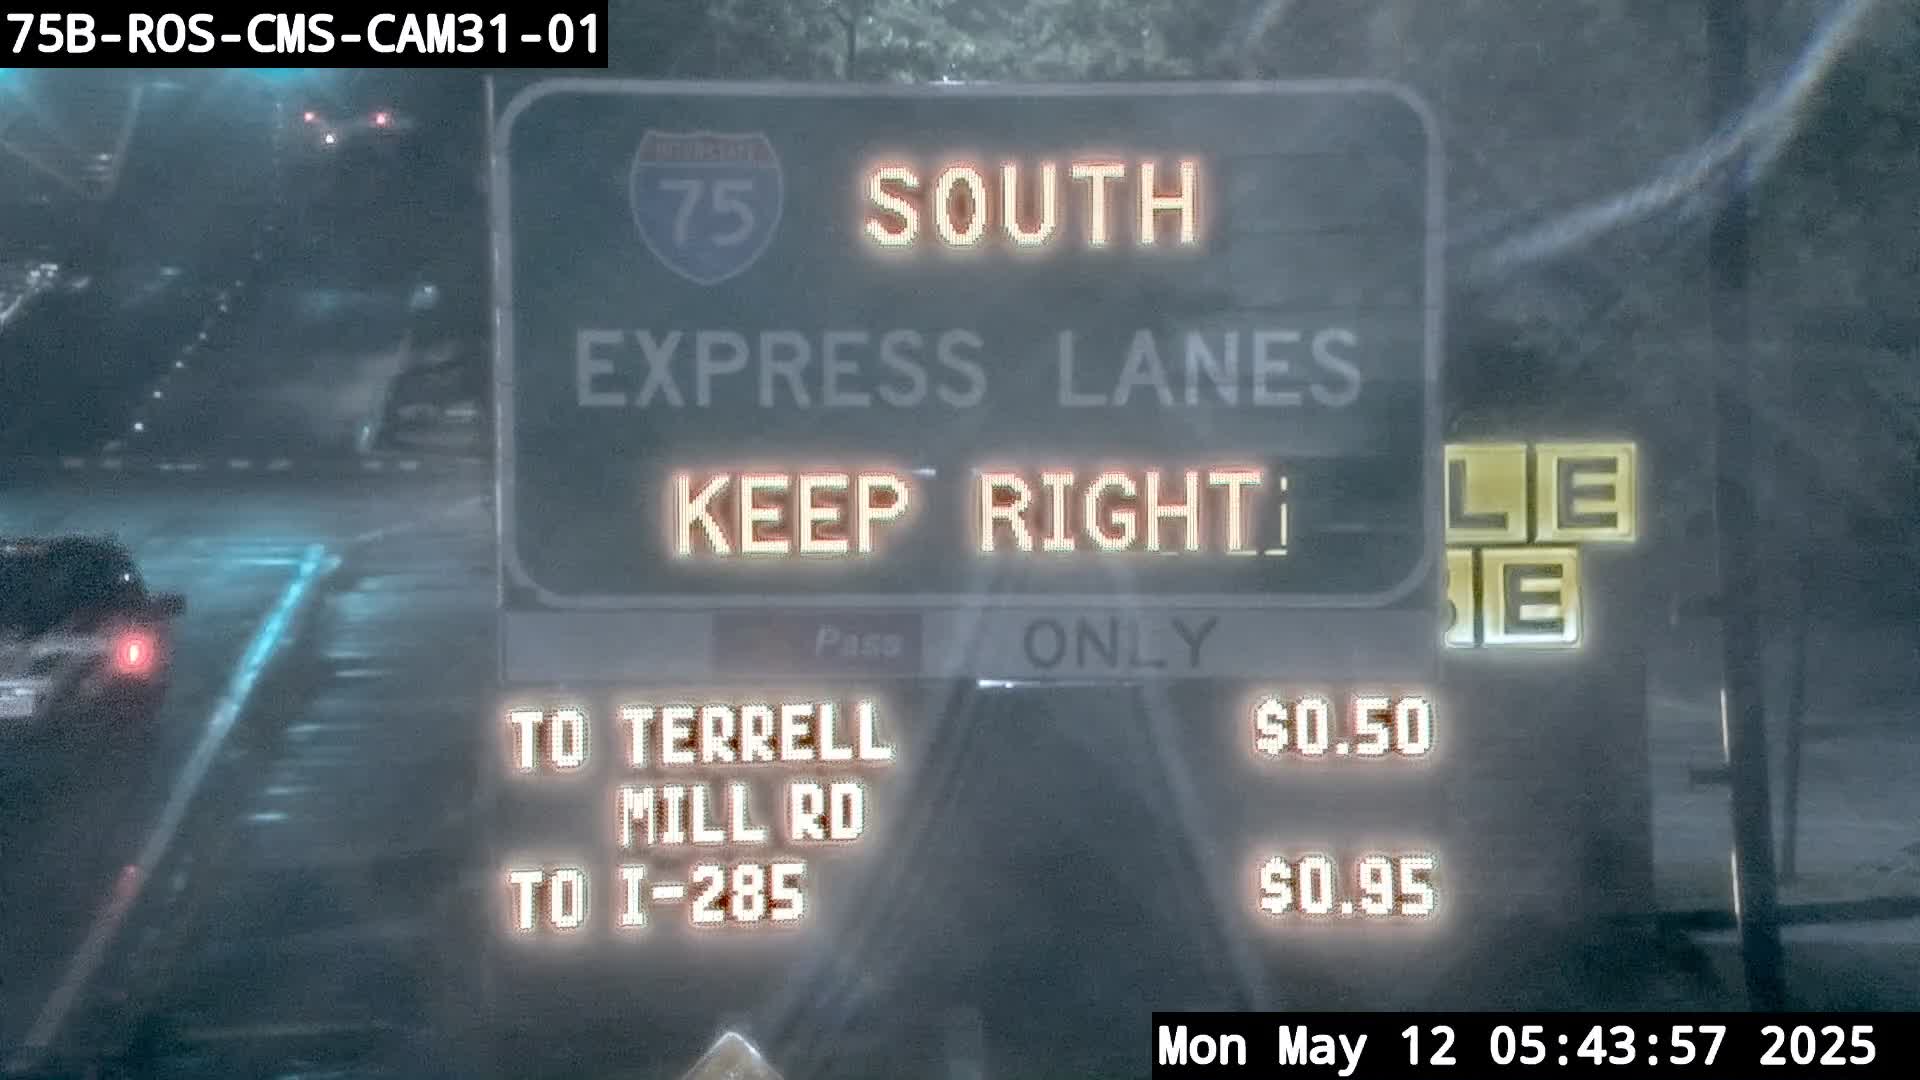 75B-ROS-CMS-CAM31-01
INTERSTATE
75
SOUTH
EXPRESS LANES
KEEP RIGHT
LE
E
Pass ONLY
TO TERRELL $0.50
MILL RD
TO I-285 $0.95
Mon May 12 05:43:57 2025